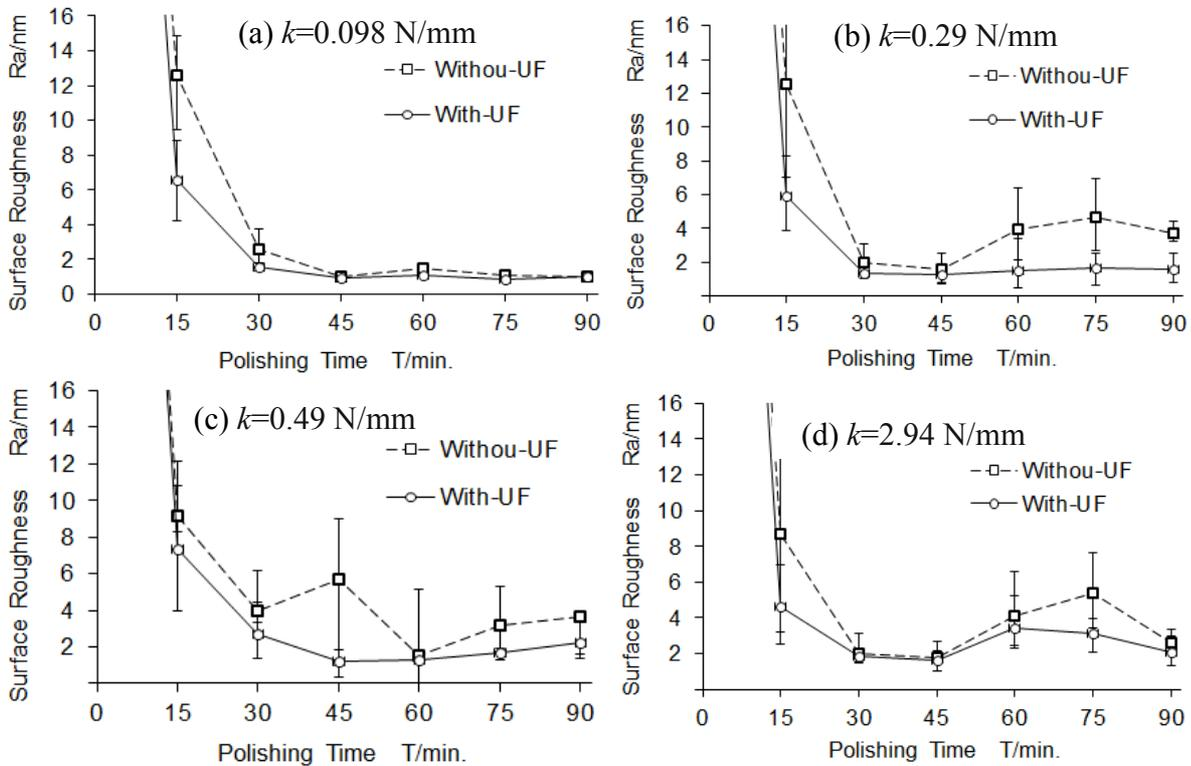 (a) k=0.098 N/mm
Surface Roughness Ra/nm
16
14
12
10
8
6
4
2
0
Withou-UF
With-UF
0 15 30 45 60 75 90
Polishing Time T/min.
(b) k=0.29 N/mm
Surface Roughness Ra/nm
16
14
12
10
8
6
4
2
Withou-UF
With-UF
0 15 30 45 60 75 90
Polishing Time T/min.
(c) k=0.49 N/mm
Surface Roughness Ra/nm
16
14
12
10
8
6
4
2
Withou-UF
With-UF
0 15 30 45 60 75 90
Polishing Time T/min.
(d) k=2.94 N/mm
Surface Roughness Ra/nm
16
14
12
10
8
6
4
2
Withou-UF
With-UF
0 15 30 45 60 75 90
Polishing Time T/min.